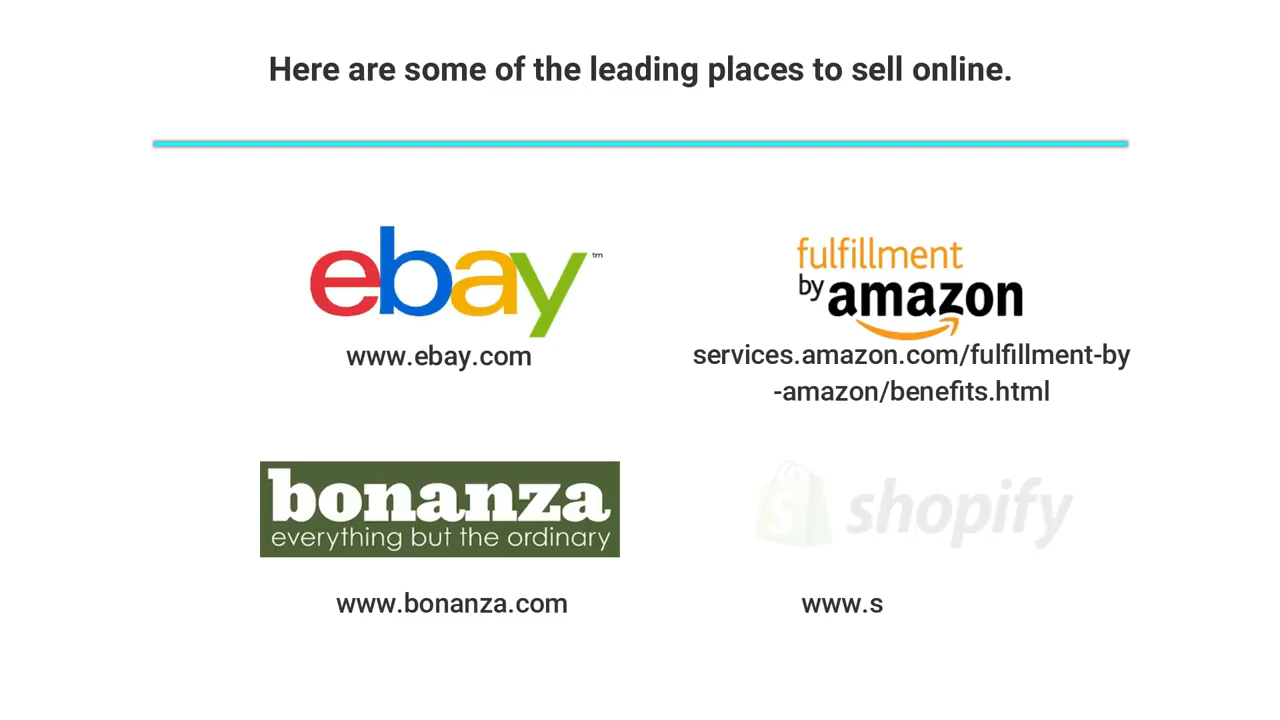 Here are some of the leading places to sell online.
ebay™
www.ebay.com
fulfillment
by amazon
services.amazon.com/fulfillment-by
-amazon/benefits.html
bonanza
everything but the ordinary
www.bonanza.com
shopify
www.s